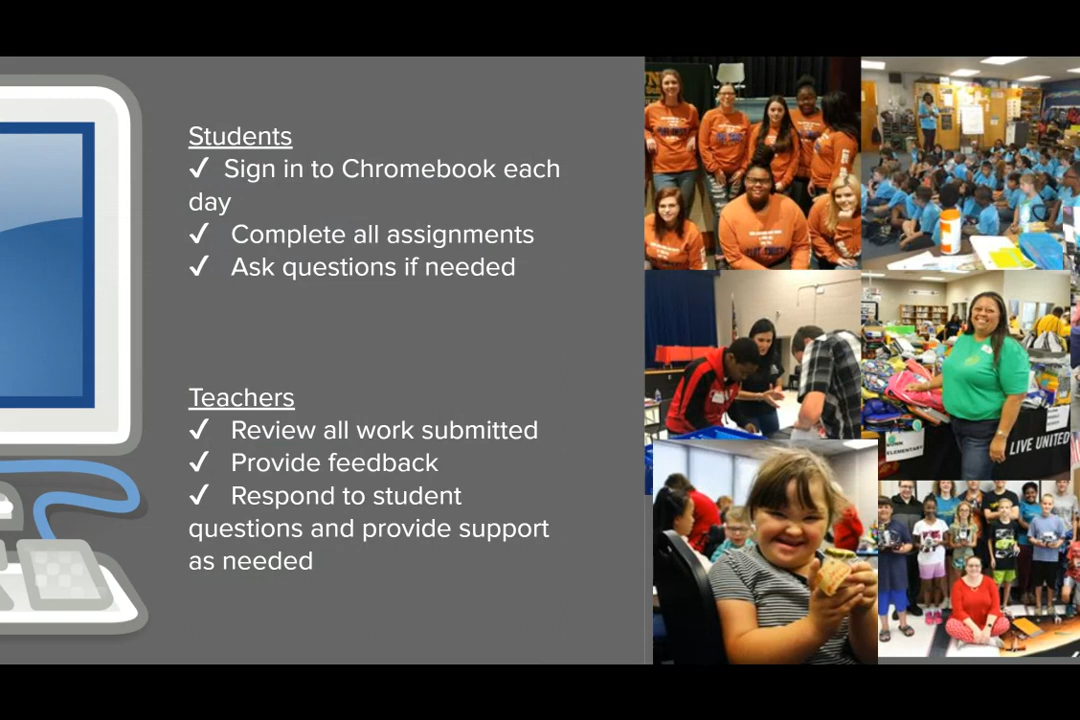 Students
✓ Sign in to Chromebook each
day
✓ Complete all assignments
✓ Ask questions if needed
Teachers
✓ Review all work submitted
✓ Provide feedback
✓ Respond to student
questions and provide support
as needed
LIVE UNITED
ELEMENTARY